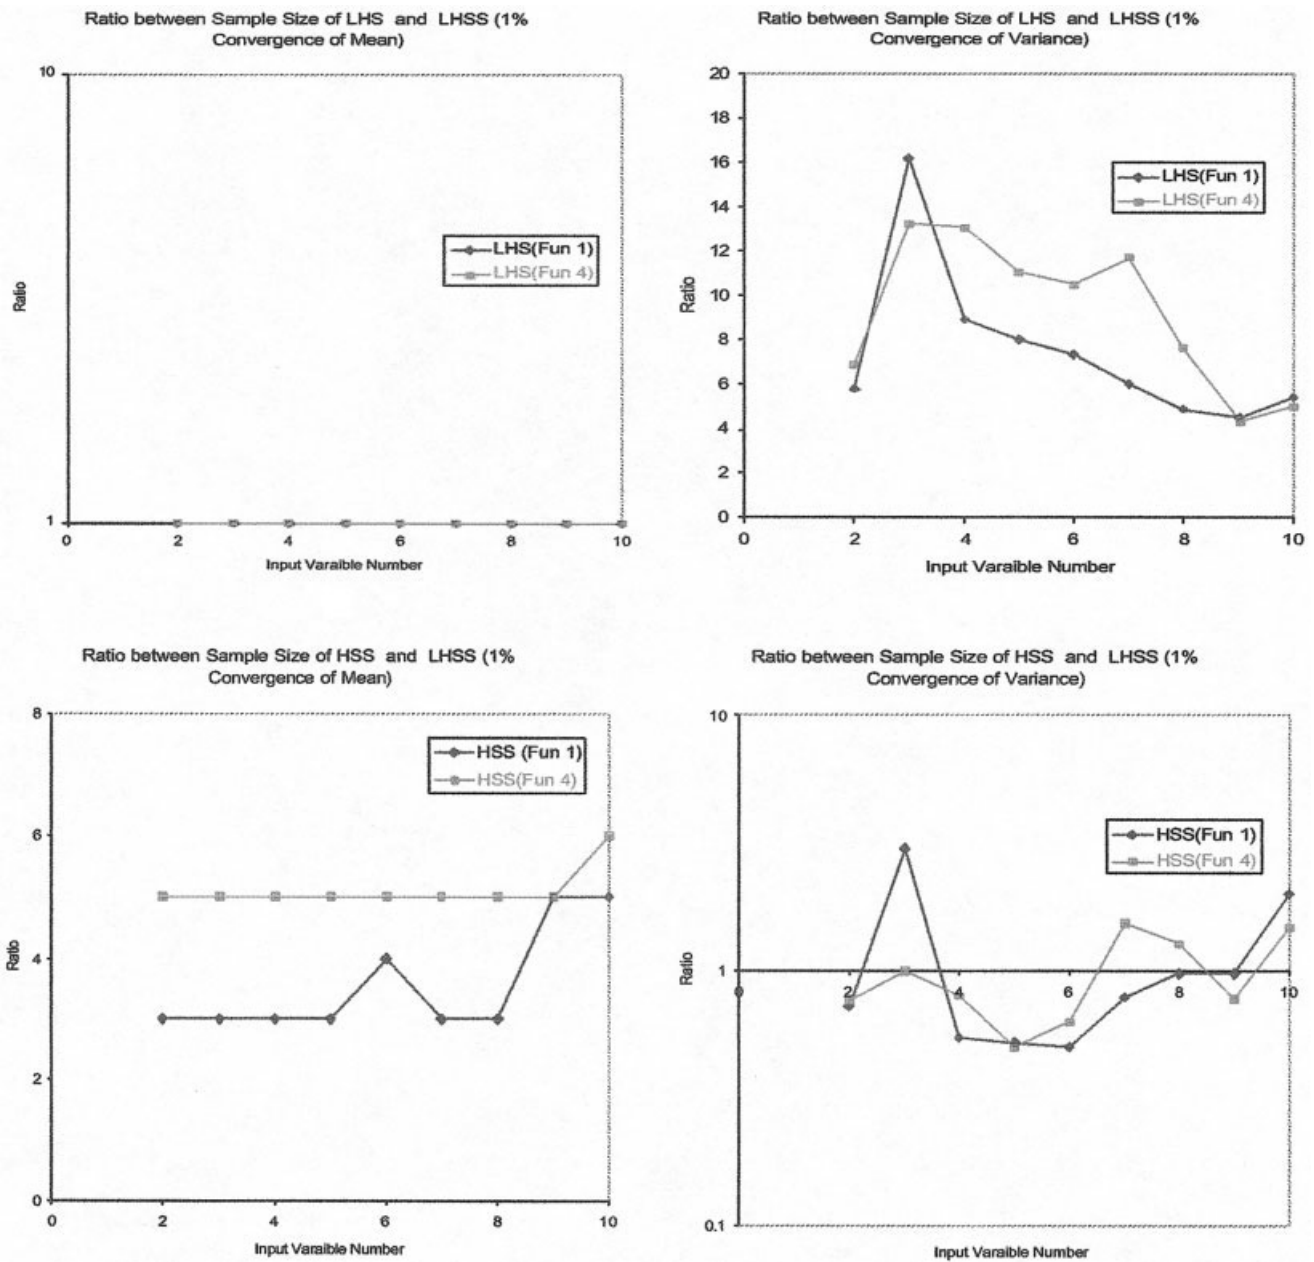 Ratio between Sample Size of LHS and LHSS (1%
Convergence of Mean)
10
Ratio
LHS(Fun 1)
LHS(Fun 4)
1
0 2 4 6 8 10
Input Varaible Number
Ratio between Sample Size of LHS and LHSS (1%
Convergence of Variance)
20
18
16
14
12
10
8
6
4
2
0
Ratio
LHS(Fun 1)
LHS(Fun 4)
0 2 4 6 8 10
Input Varaible Number
Ratio between Sample Size of HSS and LHSS (1%
Convergence of Mean)
8
6
4
2
0
Ratio
HSS (Fun 1)
HSS(Fun 4)
0 2 4 6 8 10
Input Varaible Number
Ratio between Sample Size of HSS and LHSS (1%
Convergence of Variance)
10
1
0.1
Ratio
HSS(Fun 1)
HSS(Fun 4)
0 2 4 6 8 10
Input Varaible Number